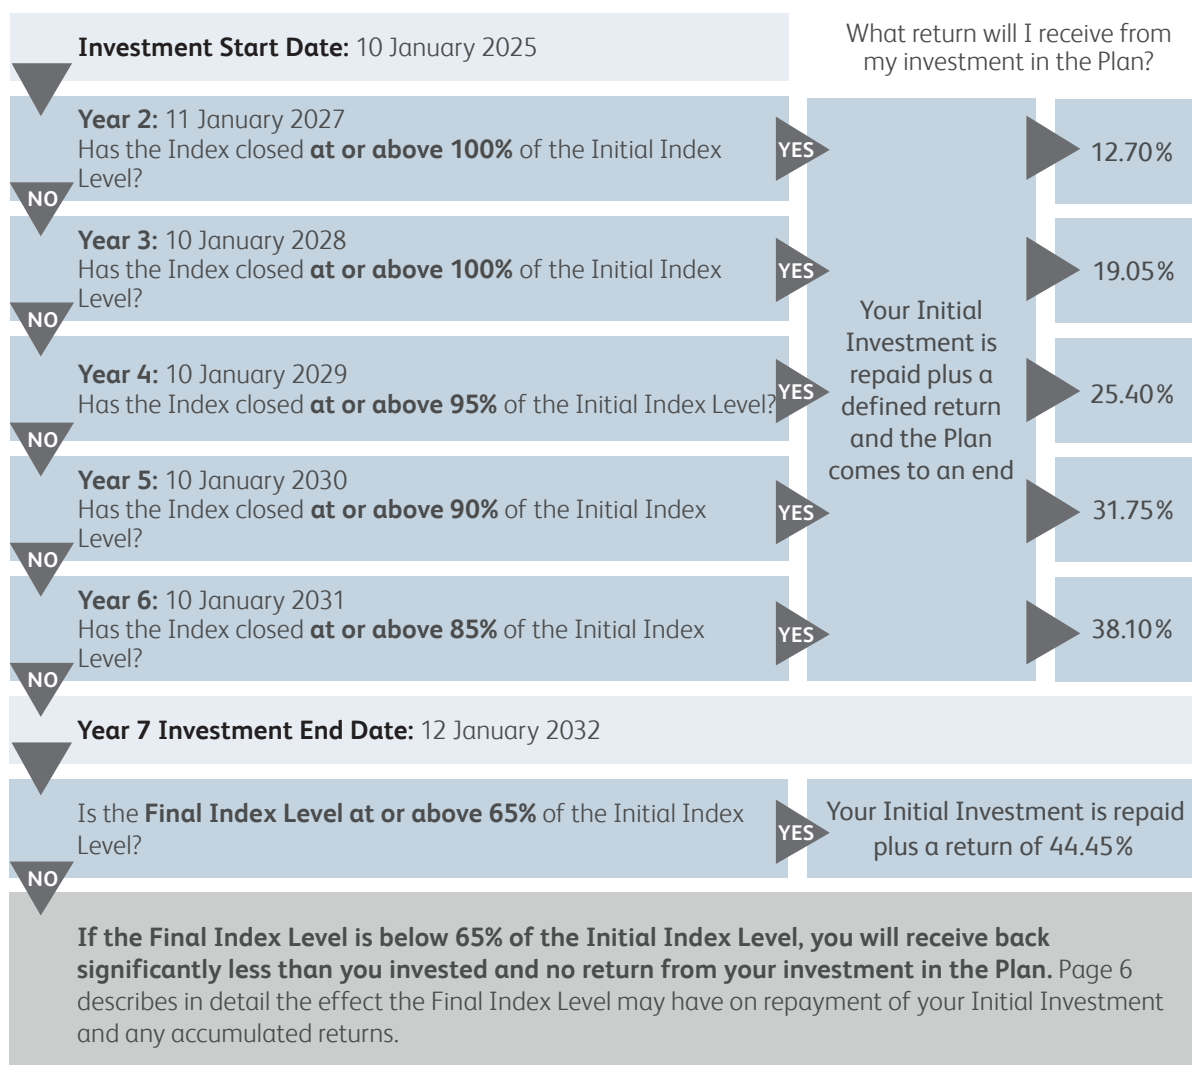 Investment Start Date: 10 January 2025
What return will I receive from
my investment in the Plan?
Year 2: 11 January 2027
Has the Index closed at or above 100% of the Initial Index
Level?
YES
12.70%
NO
Year 3: 10 January 2028
Has the Index closed at or above 100% of the Initial Index
Level?
YES
19.05%
NO
Year 4: 10 January 2029
Has the Index closed at or above 95% of the Initial Index Level?
YES
25.40%
NO
Year 5: 10 January 2030
Has the Index closed at or above 90% of the Initial Index
Level?
YES
31.75%
NO
Year 6: 10 January 2031
Has the Index closed at or above 85% of the Initial Index
Level?
YES
38.10%
NO
Your Initial
Investment is
repaid plus a
defined return
and the Plan
comes to an end
Year 7 Investment End Date: 12 January 2032
Is the Final Index Level at or above 65% of the Initial Index
Level?
YES
Your Initial Investment is repaid
plus a return of 44.45%
NO
If the Final Index Level is below 65% of the Initial Index Level, you will receive back
significantly less than you invested and no return from your investment in the Plan. Page 6
describes in detail the effect the Final Index Level may have on repayment of your Initial Investment
and any accumulated returns.